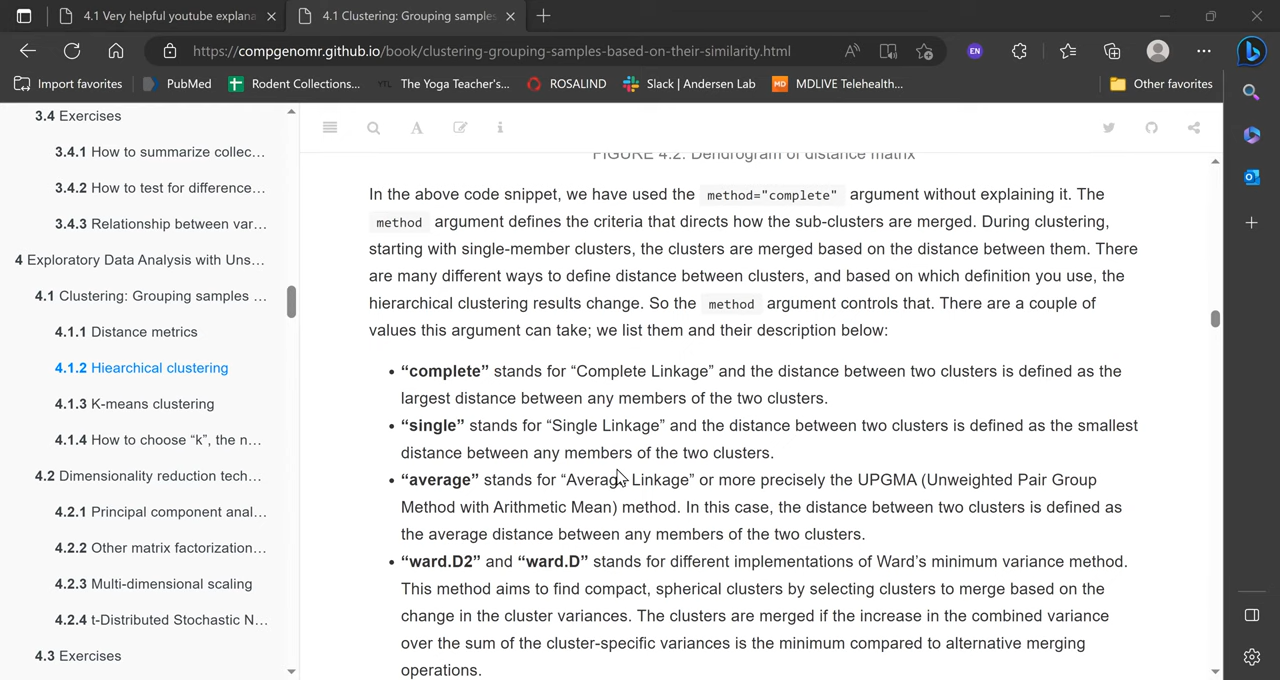 4.1 Very helpful youtube explana
4.1 Clustering: Grouping samples
https://compgenomr.github.io/book/clustering-grouping-samples-based-on-their-similarity.html
EN
Import favorites
PubMed
Rodent Collections...
YTL The Yoga Teacher's...
ROSALIND
Slack | Andersen Lab
MD MDLIVE Telehealth...
Other favorites
3.4 Exercises
3.4.1 How to summarize collec...
3.4.2 How to test for difference...
3.4.3 Relationship between var...
4 Exploratory Data Analysis with Uns...
4.1 Clustering: Grouping samples ...
4.1.1 Distance metrics
4.1.2 Hiearchical clustering
4.1.3 K-means clustering
4.1.4 How to choose “k”, the n...
4.2 Dimensionality reduction tech...
4.2.1 Principal component anal...
4.2.2 Other matrix factorization...
4.2.3 Multi-dimensional scaling
4.2.4 t-Distributed Stochastic N...
4.3 Exercises
FIGURE 4.2: Dendrogram of distance matrix
In the above code snippet, we have used the method="complete" argument without explaining it. The
method argument defines the criteria that directs how the sub-clusters are merged. During clustering,
starting with single-member clusters, the clusters are merged based on the distance between them. There
are many different ways to define distance between clusters, and based on which definition you use, the
hierarchical clustering results change. So the method argument controls that. There are a couple of
values this argument can take; we list them and their description below:
• “complete” stands for “Complete Linkage” and the distance between two clusters is defined as the
largest distance between any members of the two clusters.
• “single” stands for “Single Linkage” and the distance between two clusters is defined as the smallest
distance between any members of the two clusters.
• “average” stands for “Average Linkage” or more precisely the UPGMA (Unweighted Pair Group
Method with Arithmetic Mean) method. In this case, the distance between two clusters is defined as
the average distance between any members of the two clusters.
• “ward.D2” and “ward.D” stands for different implementations of Ward’s minimum variance method.
This method aims to find compact, spherical clusters by selecting clusters to merge based on the
change in the cluster variances. The clusters are merged if the increase in the combined variance
over the sum of the cluster-specific variances is the minimum compared to alternative merging
operations.